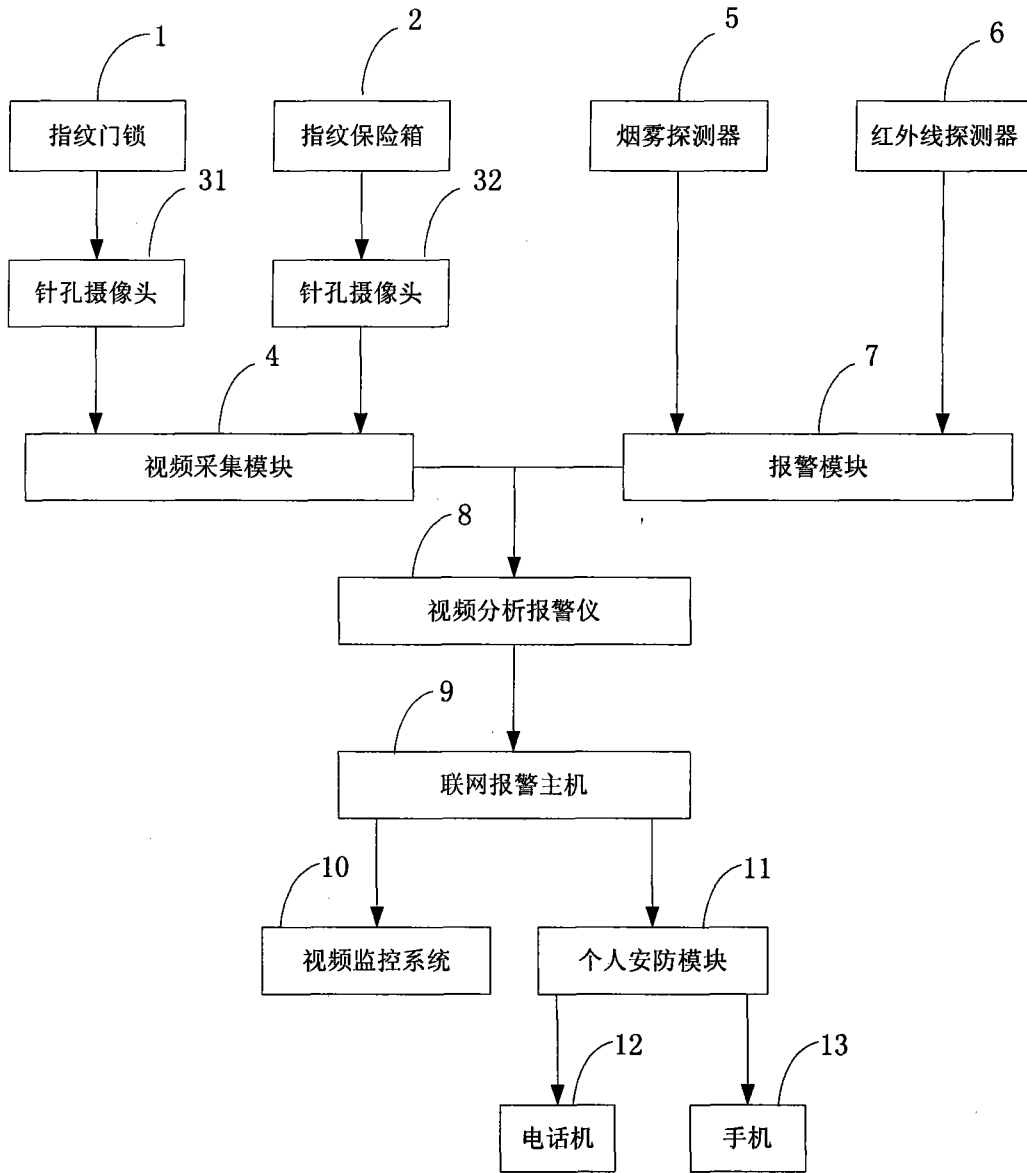 1
2
5
6
指纹门锁
指纹保险箱
烟雾探测器
红外线探测器
31
32
针孔摄像头
针孔摄像头
4
7
视频采集模块
报警模块
8
视频分析报警仪
9
联网报警主机
10
11
视频监控系统
个人安防模块
12
13
电话机
手机